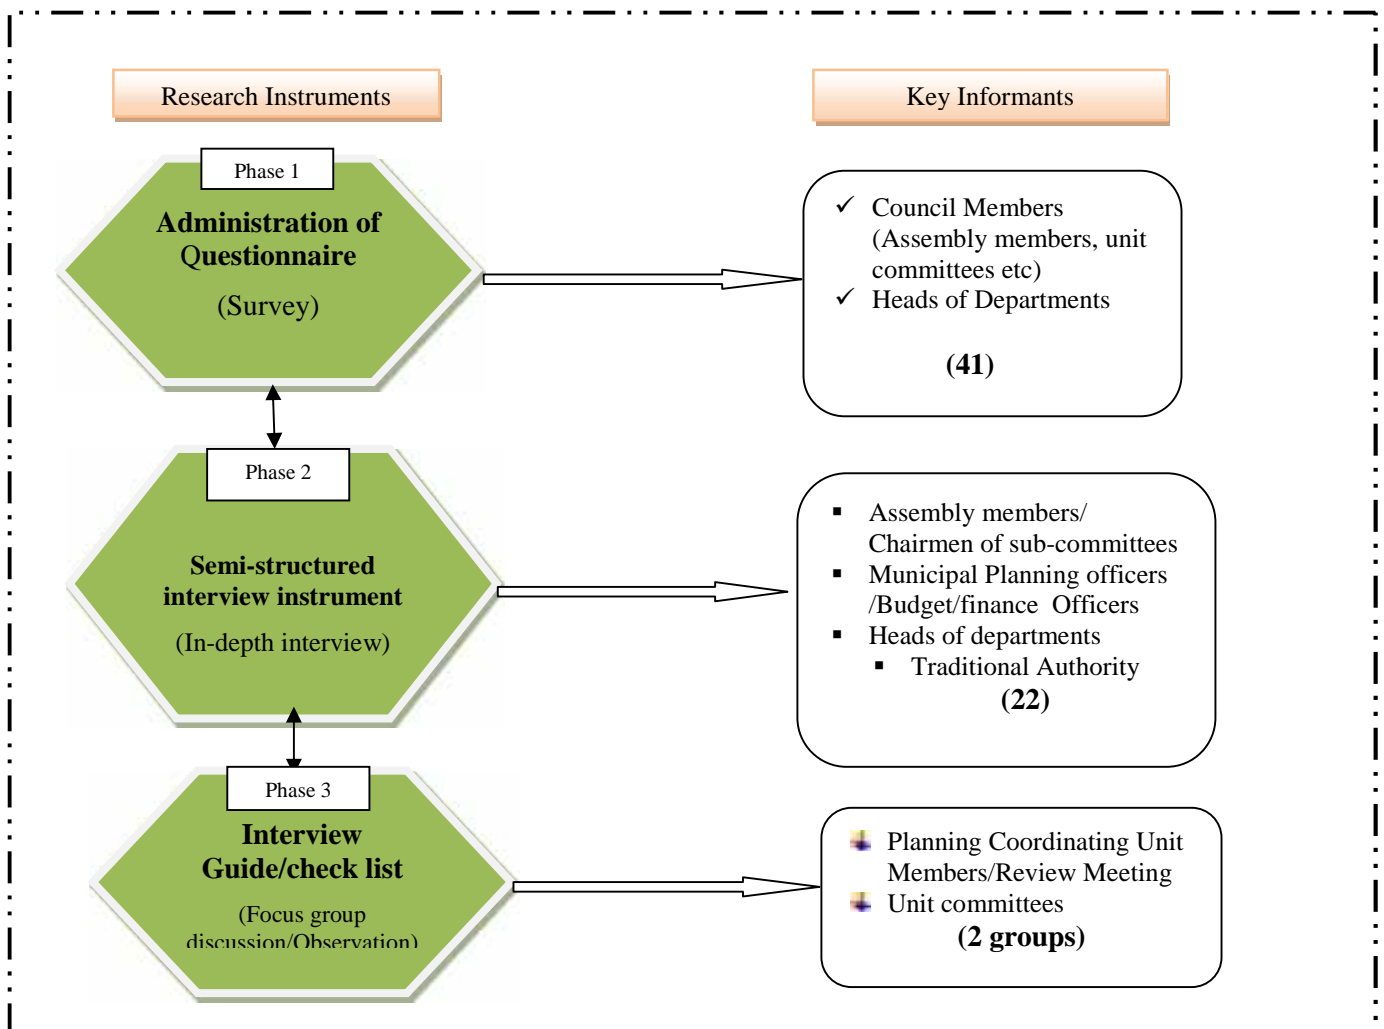 Research Instruments
Key Informants
Phase 1
Administration of
Questionnaire
(Survey)
✓ Council Members
(Assembly members, unit
committees etc)
✓ Heads of Departments
(41)
Phase 2
Semi-structured
interview instrument
(In-depth interview)
▪ Assembly members/
Chairmen of sub-committees
▪ Municipal Planning officers
/Budget/finance Officers
▪ Heads of departments
▪ Traditional Authority
(22)
Phase 3
Interview
Guide/check list
(Focus group
discussion/Observation)
Planning Coordinating Unit
Members/Review Meeting
Unit committees
(2 groups)